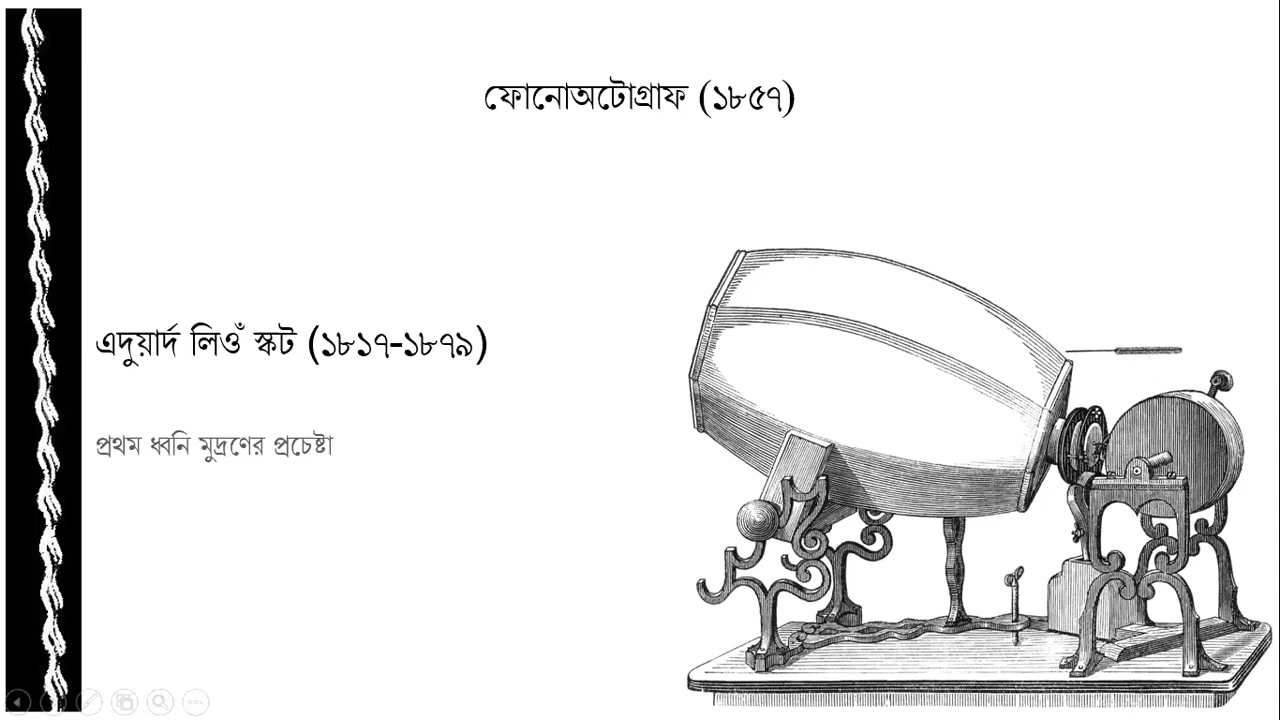 ফোনোঅটোগ্রাফ (১৮৫৭)
এদুয়ার্দ লিওঁ স্কট (১৮১৭-১৮৭৯)
প্রথম ধ্বনি মুদ্রণের প্রচেষ্টা